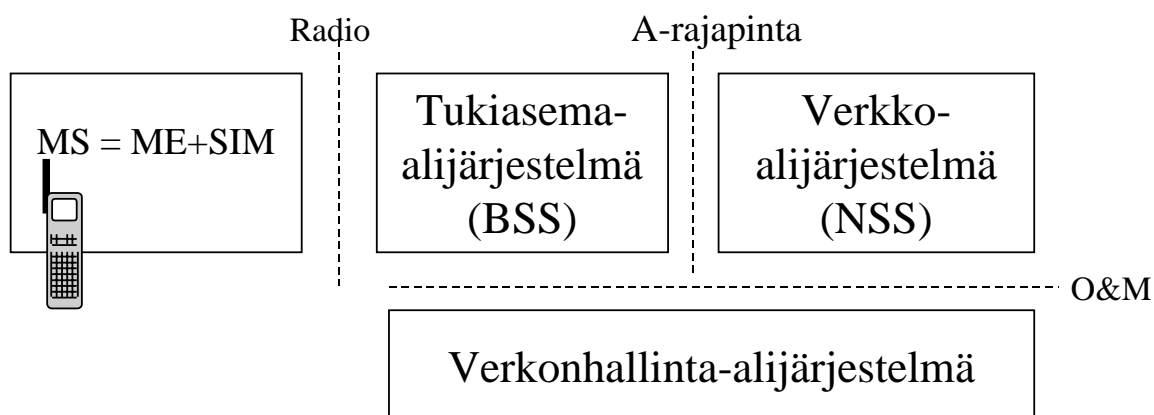 Radio
A-rajapinta
MS = ME+SIM
Tukiasema-
alijärjestelmä
(BSS)
Verkko-
alijärjestelmä
(NSS)
O&M
Verkonhallinta-alijärjestelmä